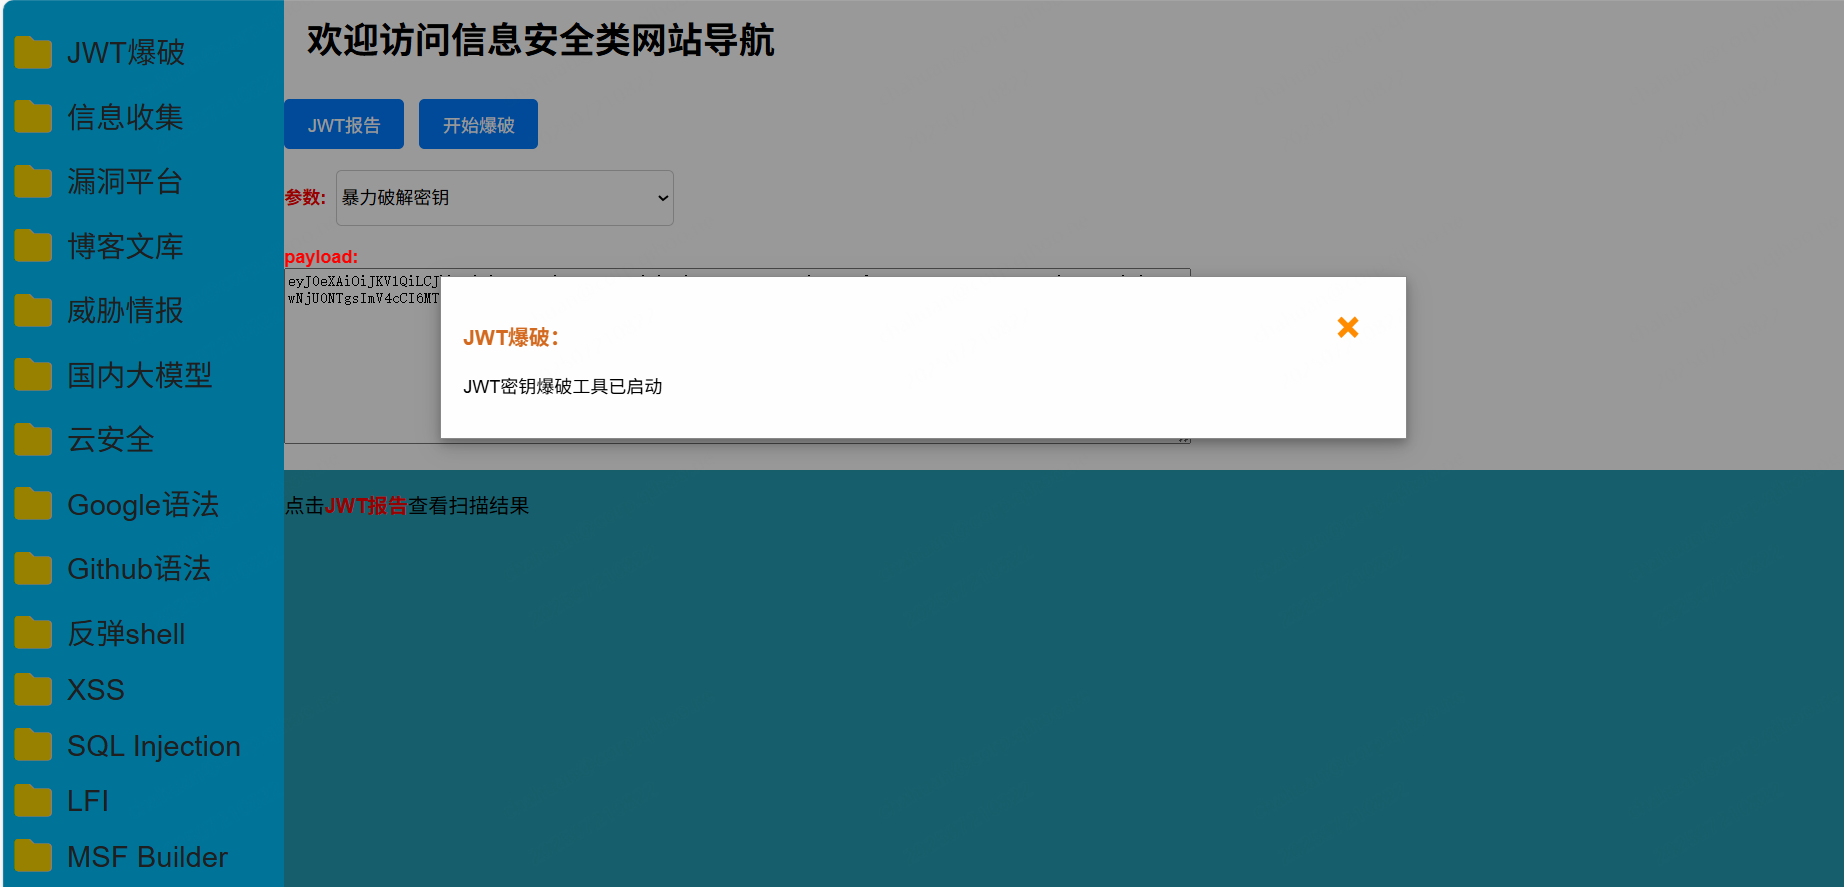 JWT爆破
信息收集
漏洞平台
博客文库
威胁情报
国内大模型
云安全
Google语法
Github语法
反弹shell
XSS
SQL Injection
LFI
MSF Builder
欢迎访问信息安全类网站导航
JWT报告 开始爆破
参数: 暴力破解密钥
payload:
eyJ0eXAiOiJKV1QiLCJ
wNjU0NTgsImV4cCI6MT
JWT爆破：
JWT密钥爆破工具已启动
点击JWT报告查看扫描结果